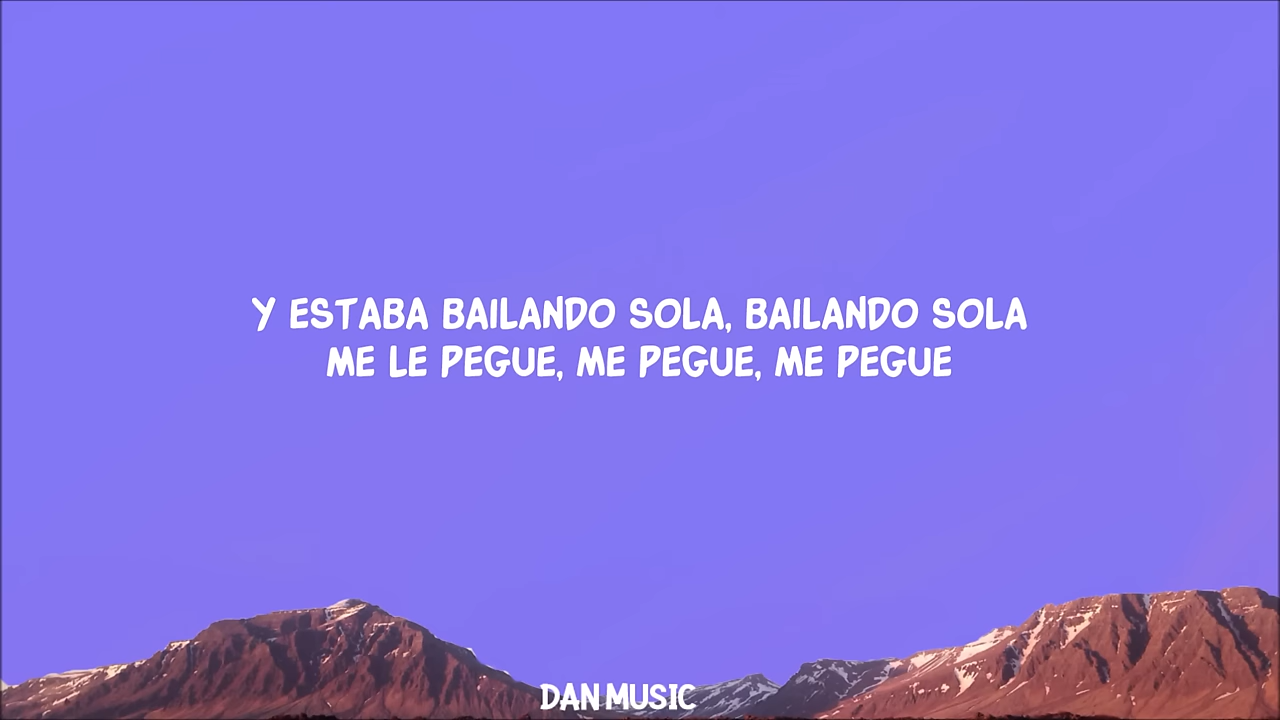 Y ESTABA BAILANDO SOLA, BAILANDO SOLA
ME LE PEGUE, ME PEGUE, ME PEGUE
DAN MUSIC